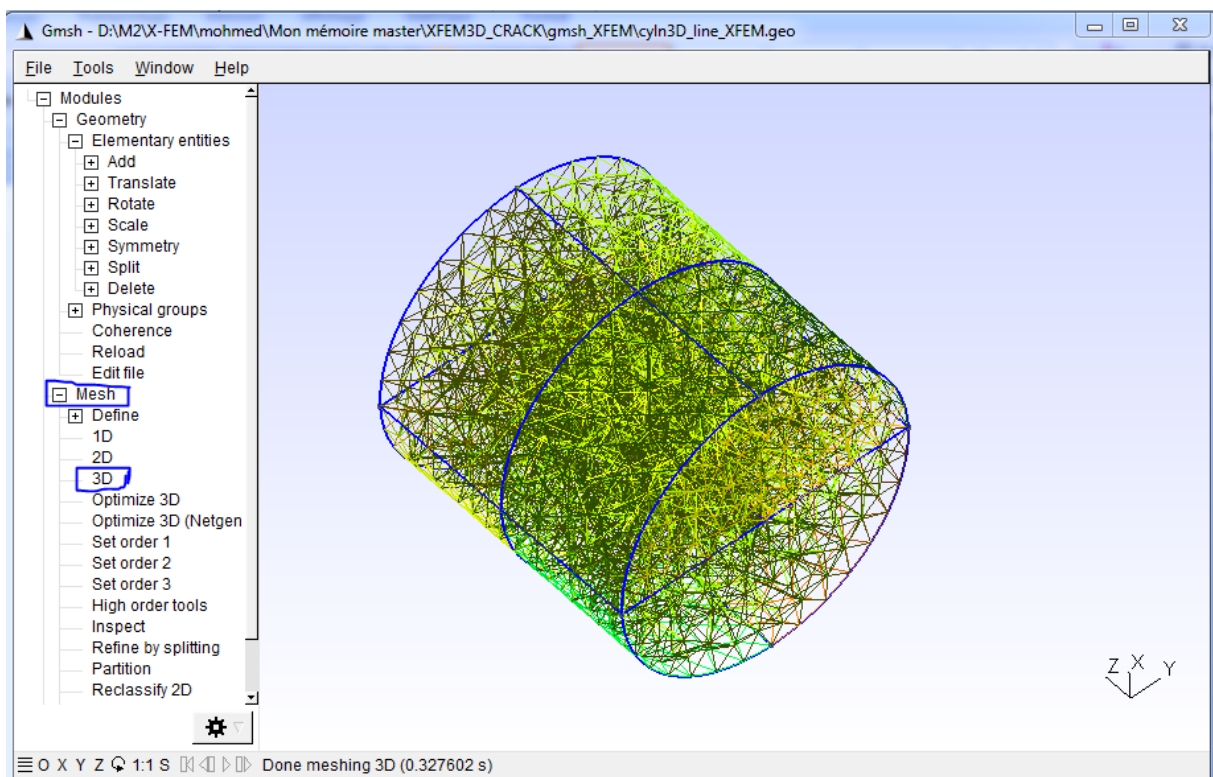 Gmsh - D:\M2\X-FEM\mohmed\Mon mémoire master\XFEM3D_CRACK\gmsh_XFEM\cyln3D_line_XFEM.geo
File Tools Window Help
Modules
Geometry
Elementary entities
Add
Translate
Rotate
Scale
Symmetry
Split
Delete
Physical groups
Coherence
Reload
Edit file
Mesh
Define
1D
2D
3D
Optimize 3D
Optimize 3D (Netgen
Set order 1
Set order 2
Set order 3
High order tools
Inspect
Refine by splitting
Partition
Reclassify 2D
Z X Y
O X Y Z 1:1 S Done meshing 3D (0.327602 s)